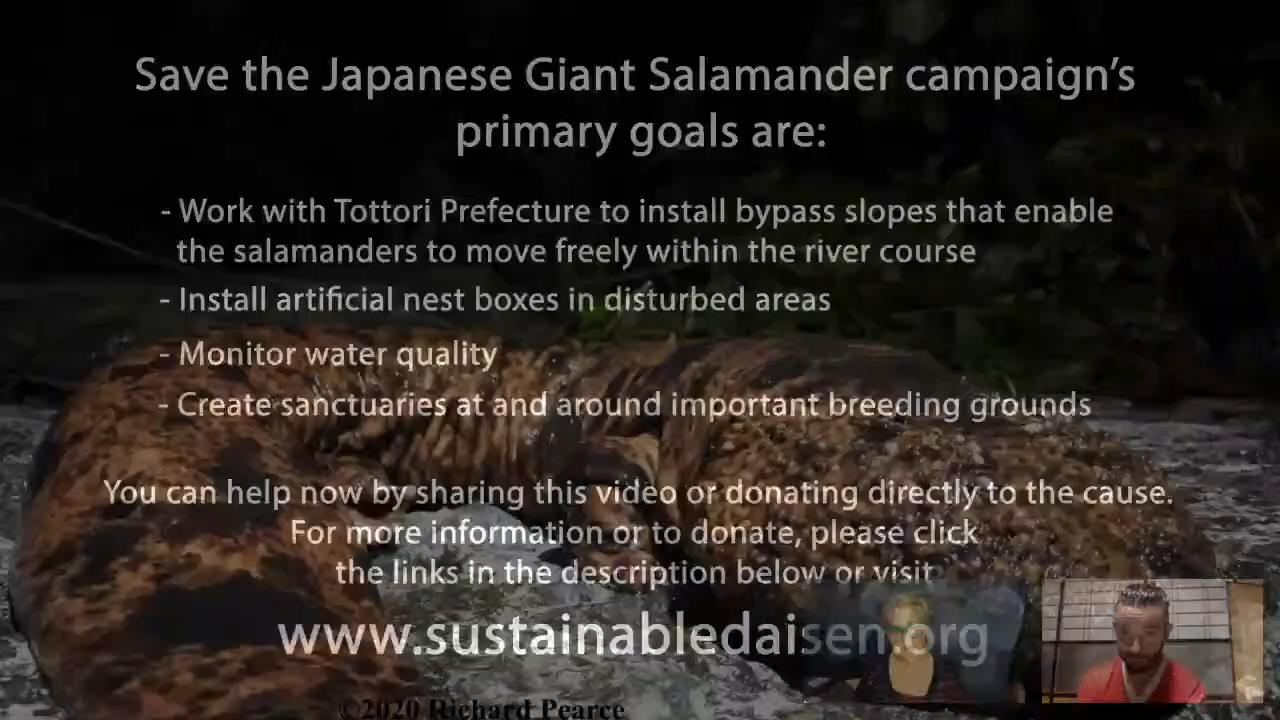 Save the Japanese Giant Salamander campaign's
primary goals are:
- Work with Tottori Prefecture to install bypass slopes that enable
the salamanders to move freely within the river course
- Install artificial nest boxes in disturbed areas
- Monitor water quality
- Create sanctuaries at and around important breeding grounds
You can help now by sharing this video or donating directly to the cause.
For more information or to donate, please click
the links in the description below or visit
www.sustainabledaisen.org
©2020 Richard Pearce